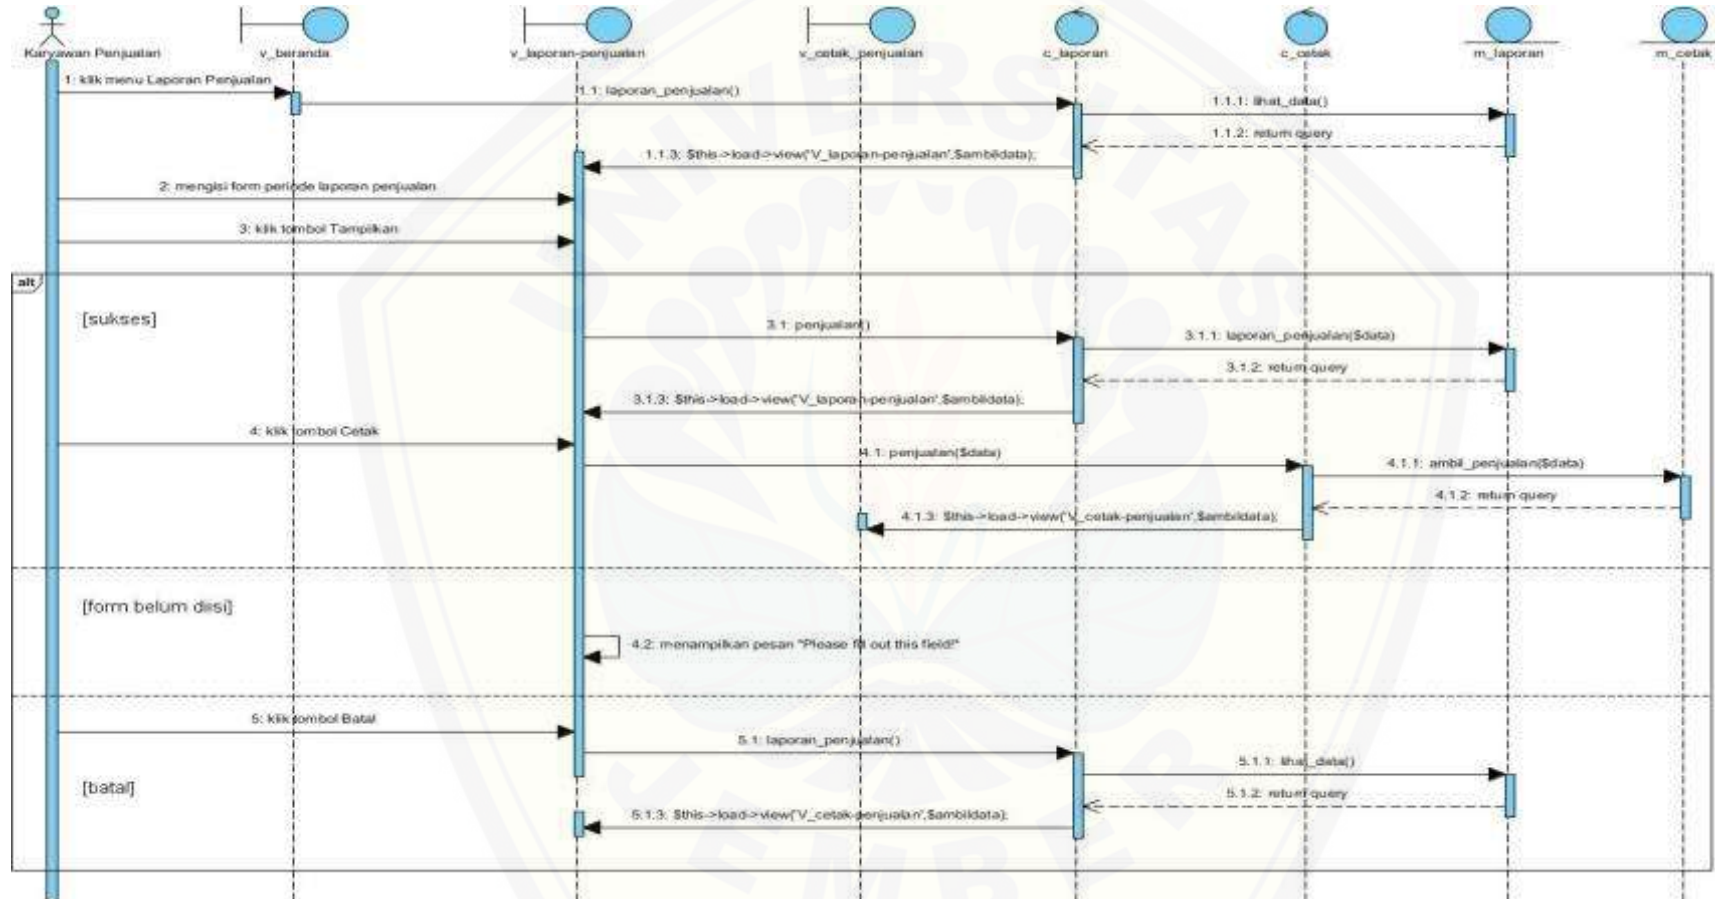 Karyawan Penjualan
v_beranda
v_laporan-penjualan
v_cetak_penjualan
c_laporan
c_cetak
m_laporan
m_cetak
1: klik menu Laporan Penjualan
1.1: laporan_penjualan()
1.1.1: lihat_data()
1.1.2: return query
1.1.3: $this->load->view('V_laporan-penjualan',$ambildata);
2: mengisi form periode laporan penjualan
3: klik tombol Tampilkan
alt
[sukses]
3.1: penjualan()
3.1.1: laporan_penjualan($data)
3.1.2: return query
3.1.3: $this->load->view('V_laporan-penjualan',$ambildata);
4: klik tombol Cetak
4.1: penjualan($data)
4.1.1: ambil_penjualan($data)
4.1.2: return query
4.1.3: $this->load->view('V_cetak-penjualan',$ambildata);
[form belum diisi]
4.2: menampilkan pesan "Please fill out this field!"
5: klik tombol Batal
5.1: laporan_penjualan()
5.1.1: lihat_data()
5.1.2: return query
[batal]
5.1.3: $this->load->view('V_cetak-penjualan',$ambildata);
UNIVERSITAS
JEMBER